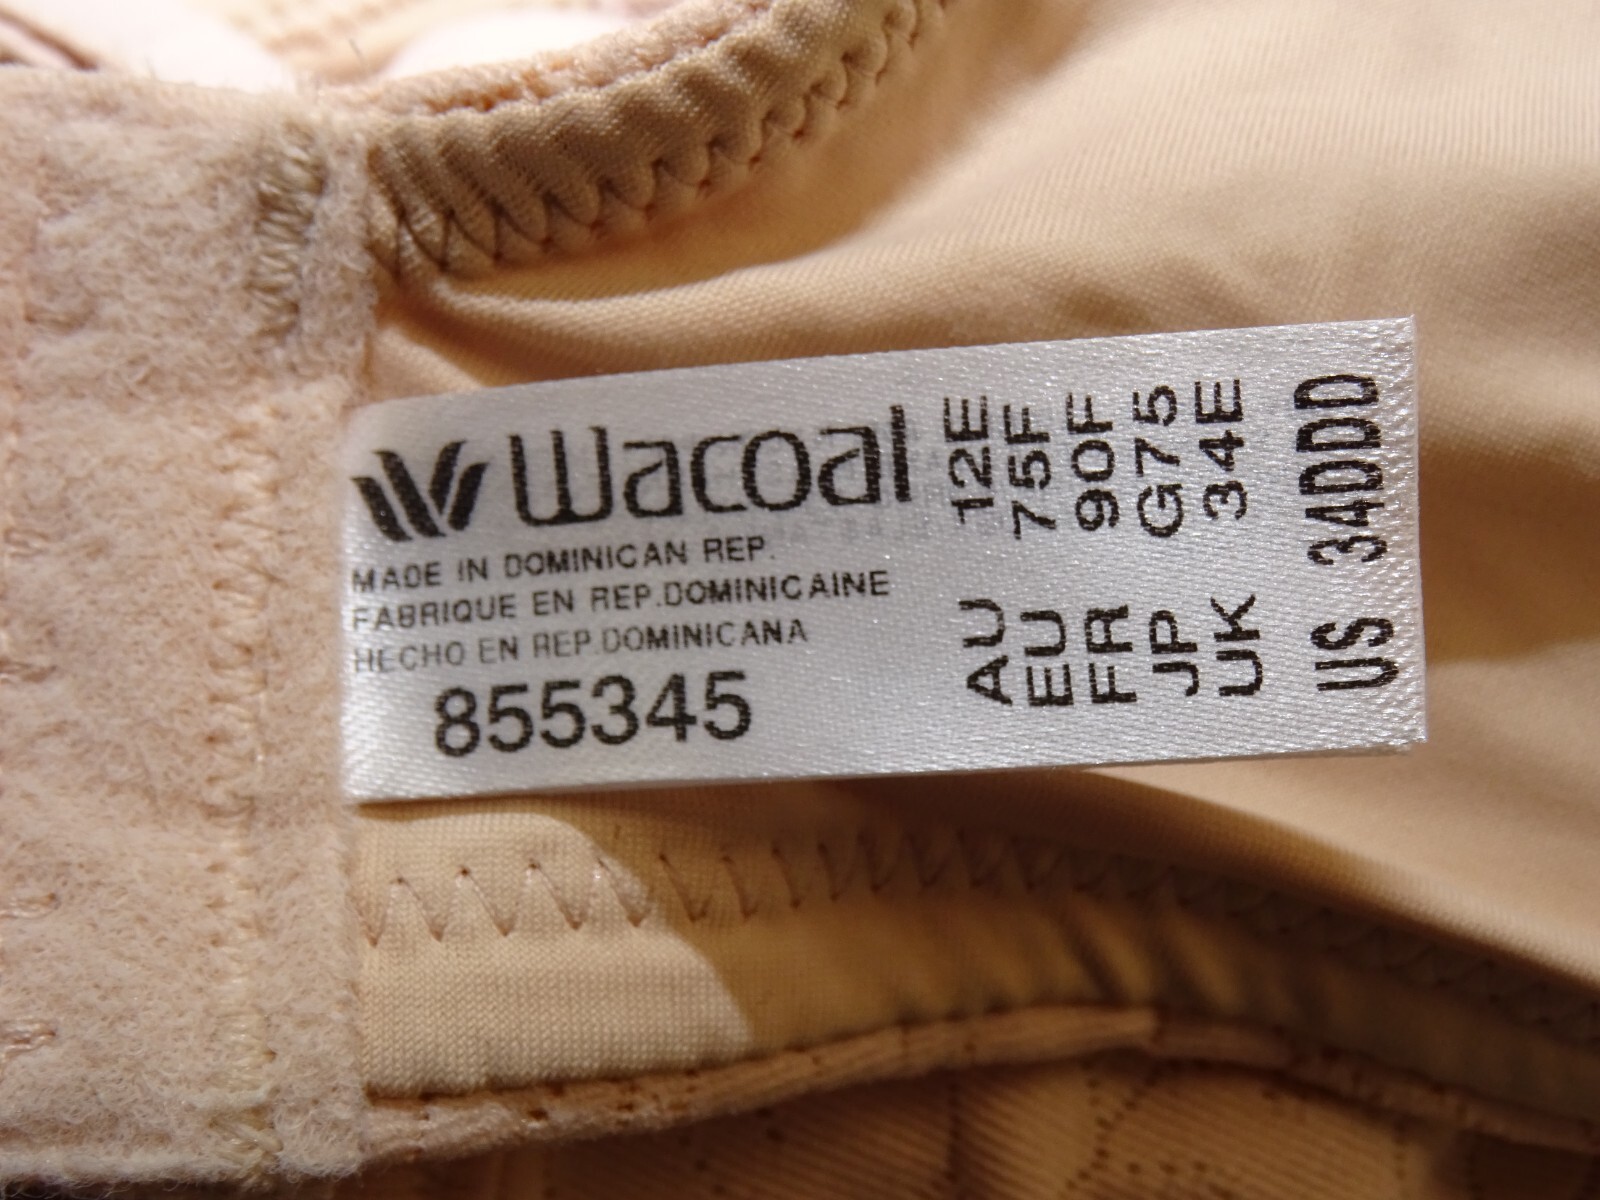 Wacoal
MADE IN DOMINICAN REP.
FABRIQUE EN REP.DOMINICAINE
HECHO EN REP.DOMINICANA
855345
AU 12E
EU 75F
FR 90F
JP G75
UK 34E
US 34DDD